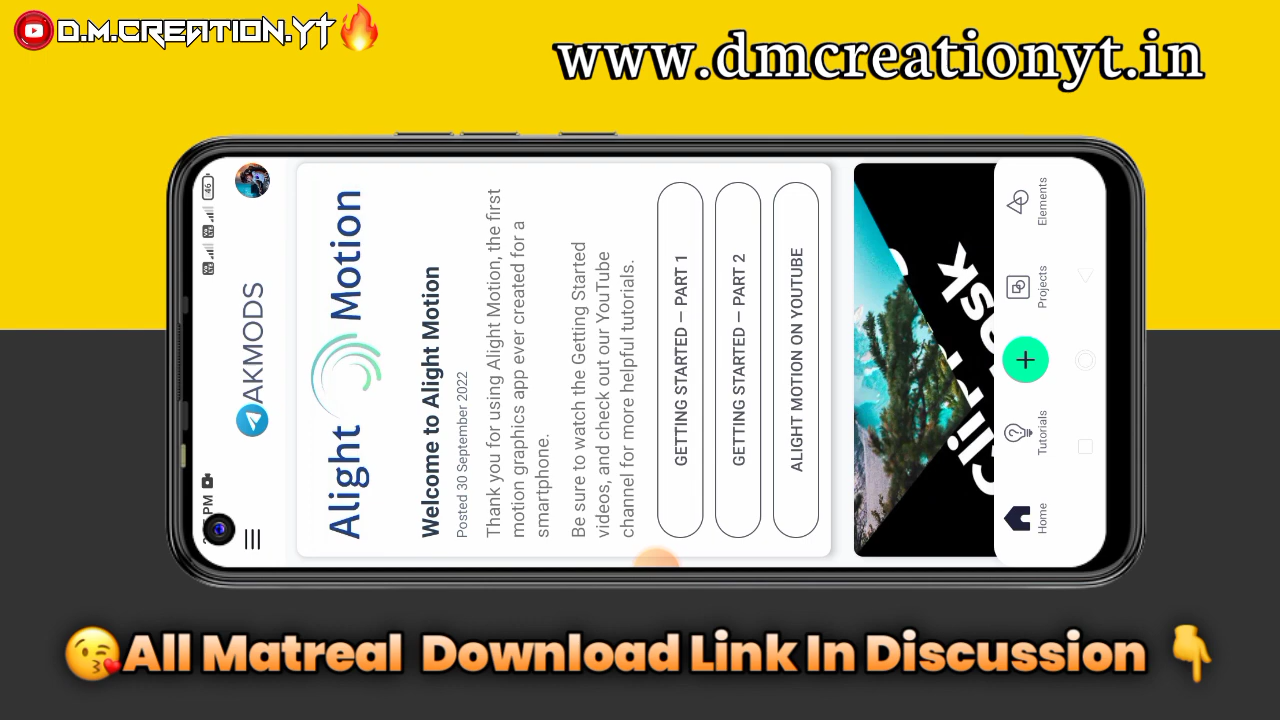 D.M.CREATION.YT
www.dmcreationyt.in
PM
46
AKMODS
Alight Motion
Welcome to Alight Motion
Posted 30 September 2022
Thank you for using Alight Motion, the first
motion graphics app ever created for a
smartphone.
Be sure to watch the Getting Started
videos, and check out our YouTube
channel for more helpful tutorials.
GETTING STARTED – PART 1
GETTING STARTED – PART 2
ALIGHT MOTION ON YOUTUBE
Home
Tutorials
Projects
Elements
😘All Matreal Download Link In Discussion 👇